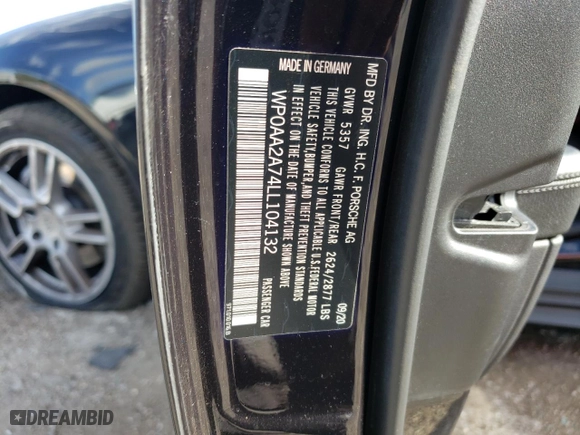 MFD BY DR. ING. H.C. F. PORSCHE AG
09/20
GVWR 5357 GAWR FRONT/REAR 2624/2877 LBS
THIS VEHICLE CONFORMS TO ALL APPLICABLE U.S.FEDERAL MOTOR
VEHICLE SAFETY,BUMPER,AND THEFT PREVENTION STANDARDS
IN EFFECT ON THE DATE OF MANUFACTURE SHOWN ABOVE
WP0AA2A74LL104132
PASSENGER CAR
MADE IN GERMANY
DREAMBID